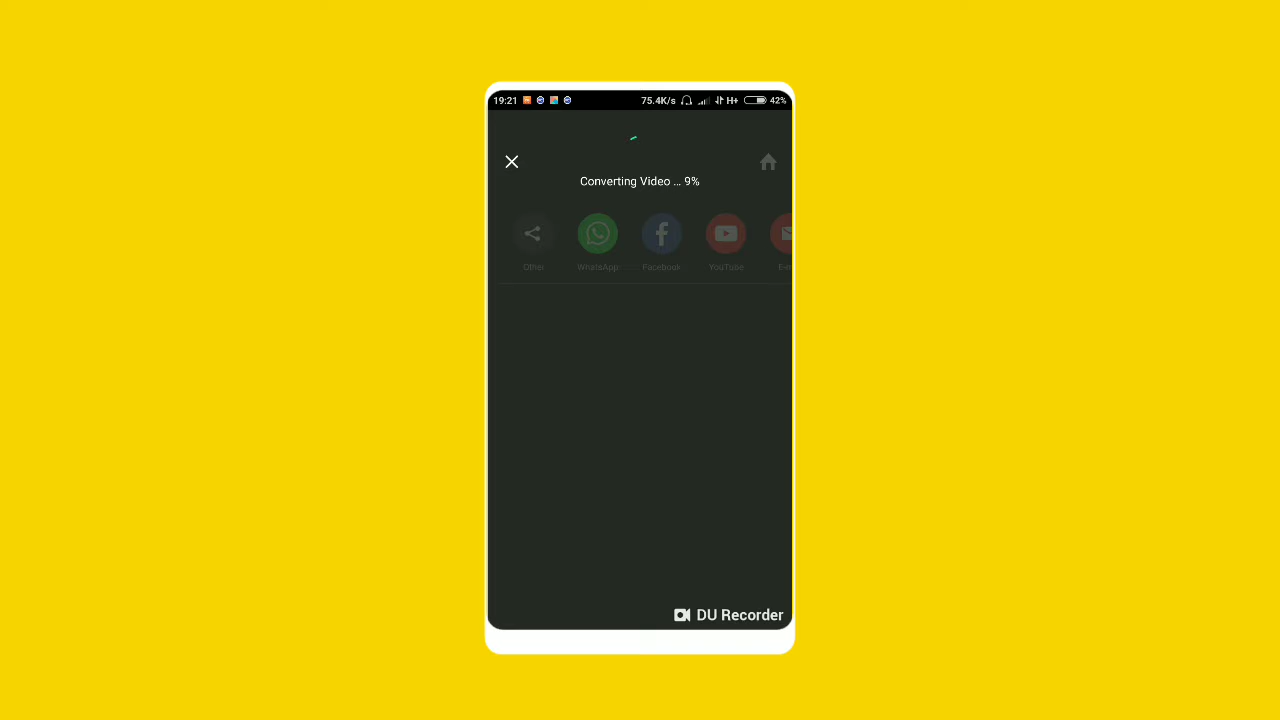 19:21 75.4K/s H+ 42%
Converting Video ... 9%
Other WhatsApp Facebook YouTube
DU Recorder